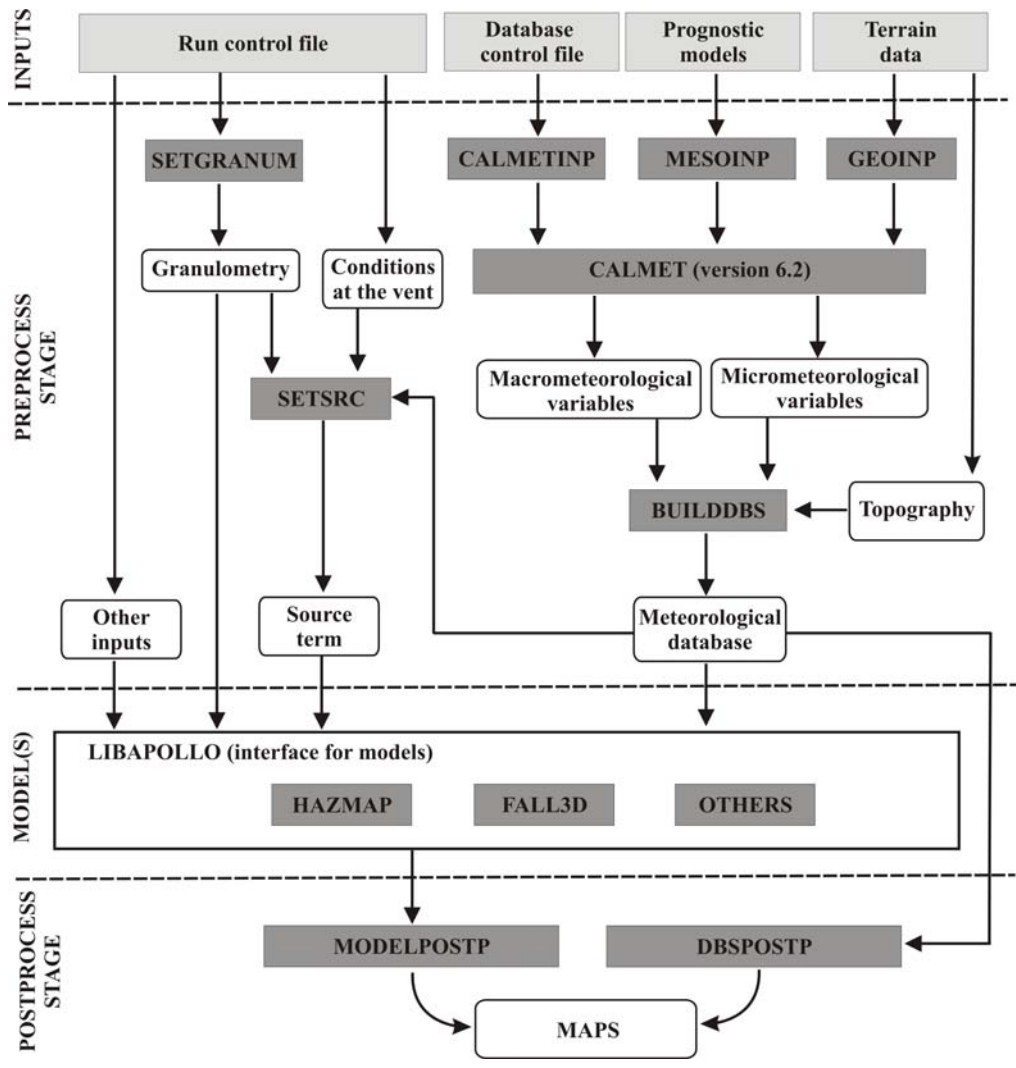 INPUTS
Run control file
Database
control file
Prognostic
models
Terrain
data
PREPROCESS
STAGE
SETGRANUM
CALMETINP
MESOINP
GEOINP
Granulometry
Conditions
at the vent
CALMET (version 6.2)
SETSRC
Macrometeorological
variables
Micrometeorological
variables
BUILDDBS
Topography
Other
inputs
Source
term
Meteorological
database
MODEL(S)
LIBAPOLLO (interface for models)
HAZMAP
FALL3D
OTHERS
POSTPROCESS
STAGE
MODELPOSTP
DBSPOSTP
MAPS